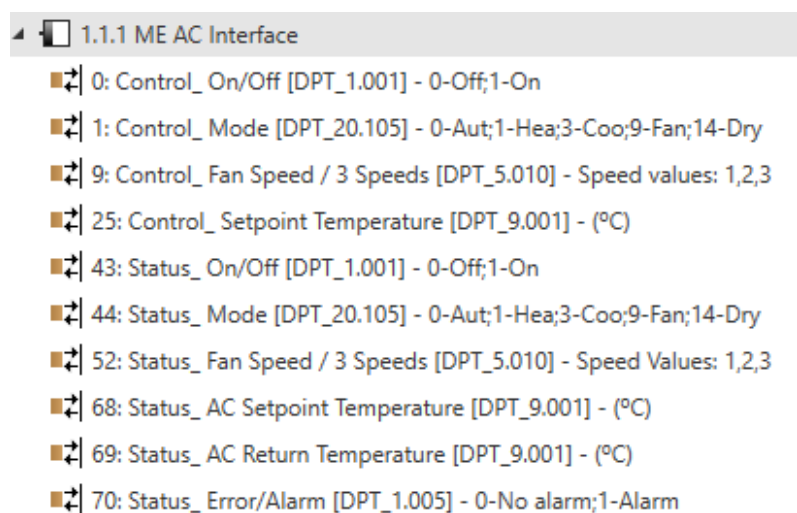 1.1.1 ME AC Interface
0: Control_ On/Off [DPT_1.001] - 0-Off;1-On
1: Control_ Mode [DPT_20.105] - 0-Aut;1-Hea;3-Coo;9-Fan;14-Dry
9: Control_ Fan Speed / 3 Speeds [DPT_5.010] - Speed values: 1,2,3
25: Control_ Setpoint Temperature [DPT_9.001] - (ºC)
43: Status_ On/Off [DPT_1.001] - 0-Off;1-On
44: Status_ Mode [DPT_20.105] - 0-Aut;1-Hea;3-Coo;9-Fan;14-Dry
52: Status_ Fan Speed / 3 Speeds [DPT_5.010] - Speed Values: 1,2,3
68: Status_ AC Setpoint Temperature [DPT_9.001] - (ºC)
69: Status_ AC Return Temperature [DPT_9.001] - (ºC)
70: Status_ Error/Alarm [DPT_1.005] - 0-No alarm;1-Alarm